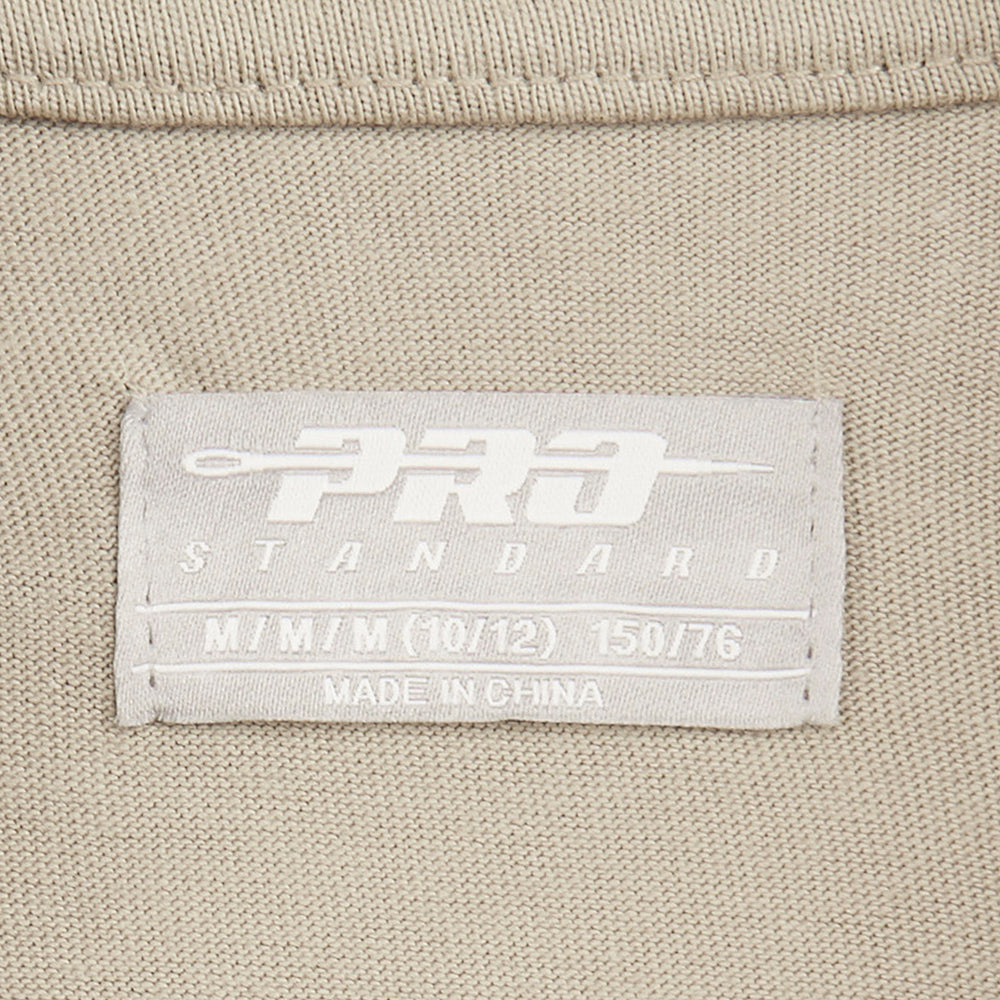 PRO
STANDARD
M/M/M (10/12) 150/76
MADE IN CHINA